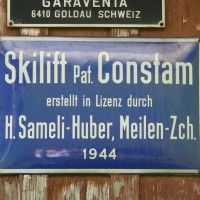 GARAVENTA
6410 GOLDAU SCHWEIZ
Skilift Pat. Constam
erstellt in Lizenz durch
H. Sameli-Huber, Meilen-Zch.
1944